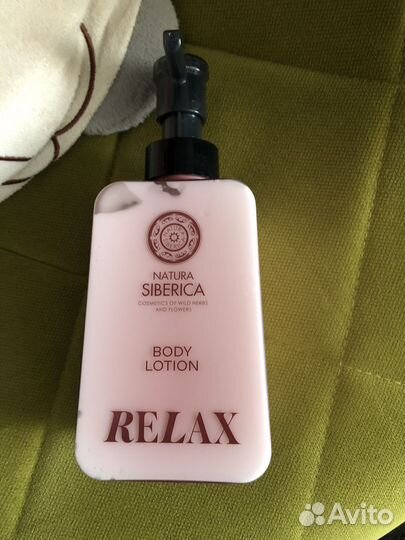 NATURA
SIBERICA
COSMETICS OF WILD HERBS
AND FLOWERS
BODY
LOTION
RELAX
Avito